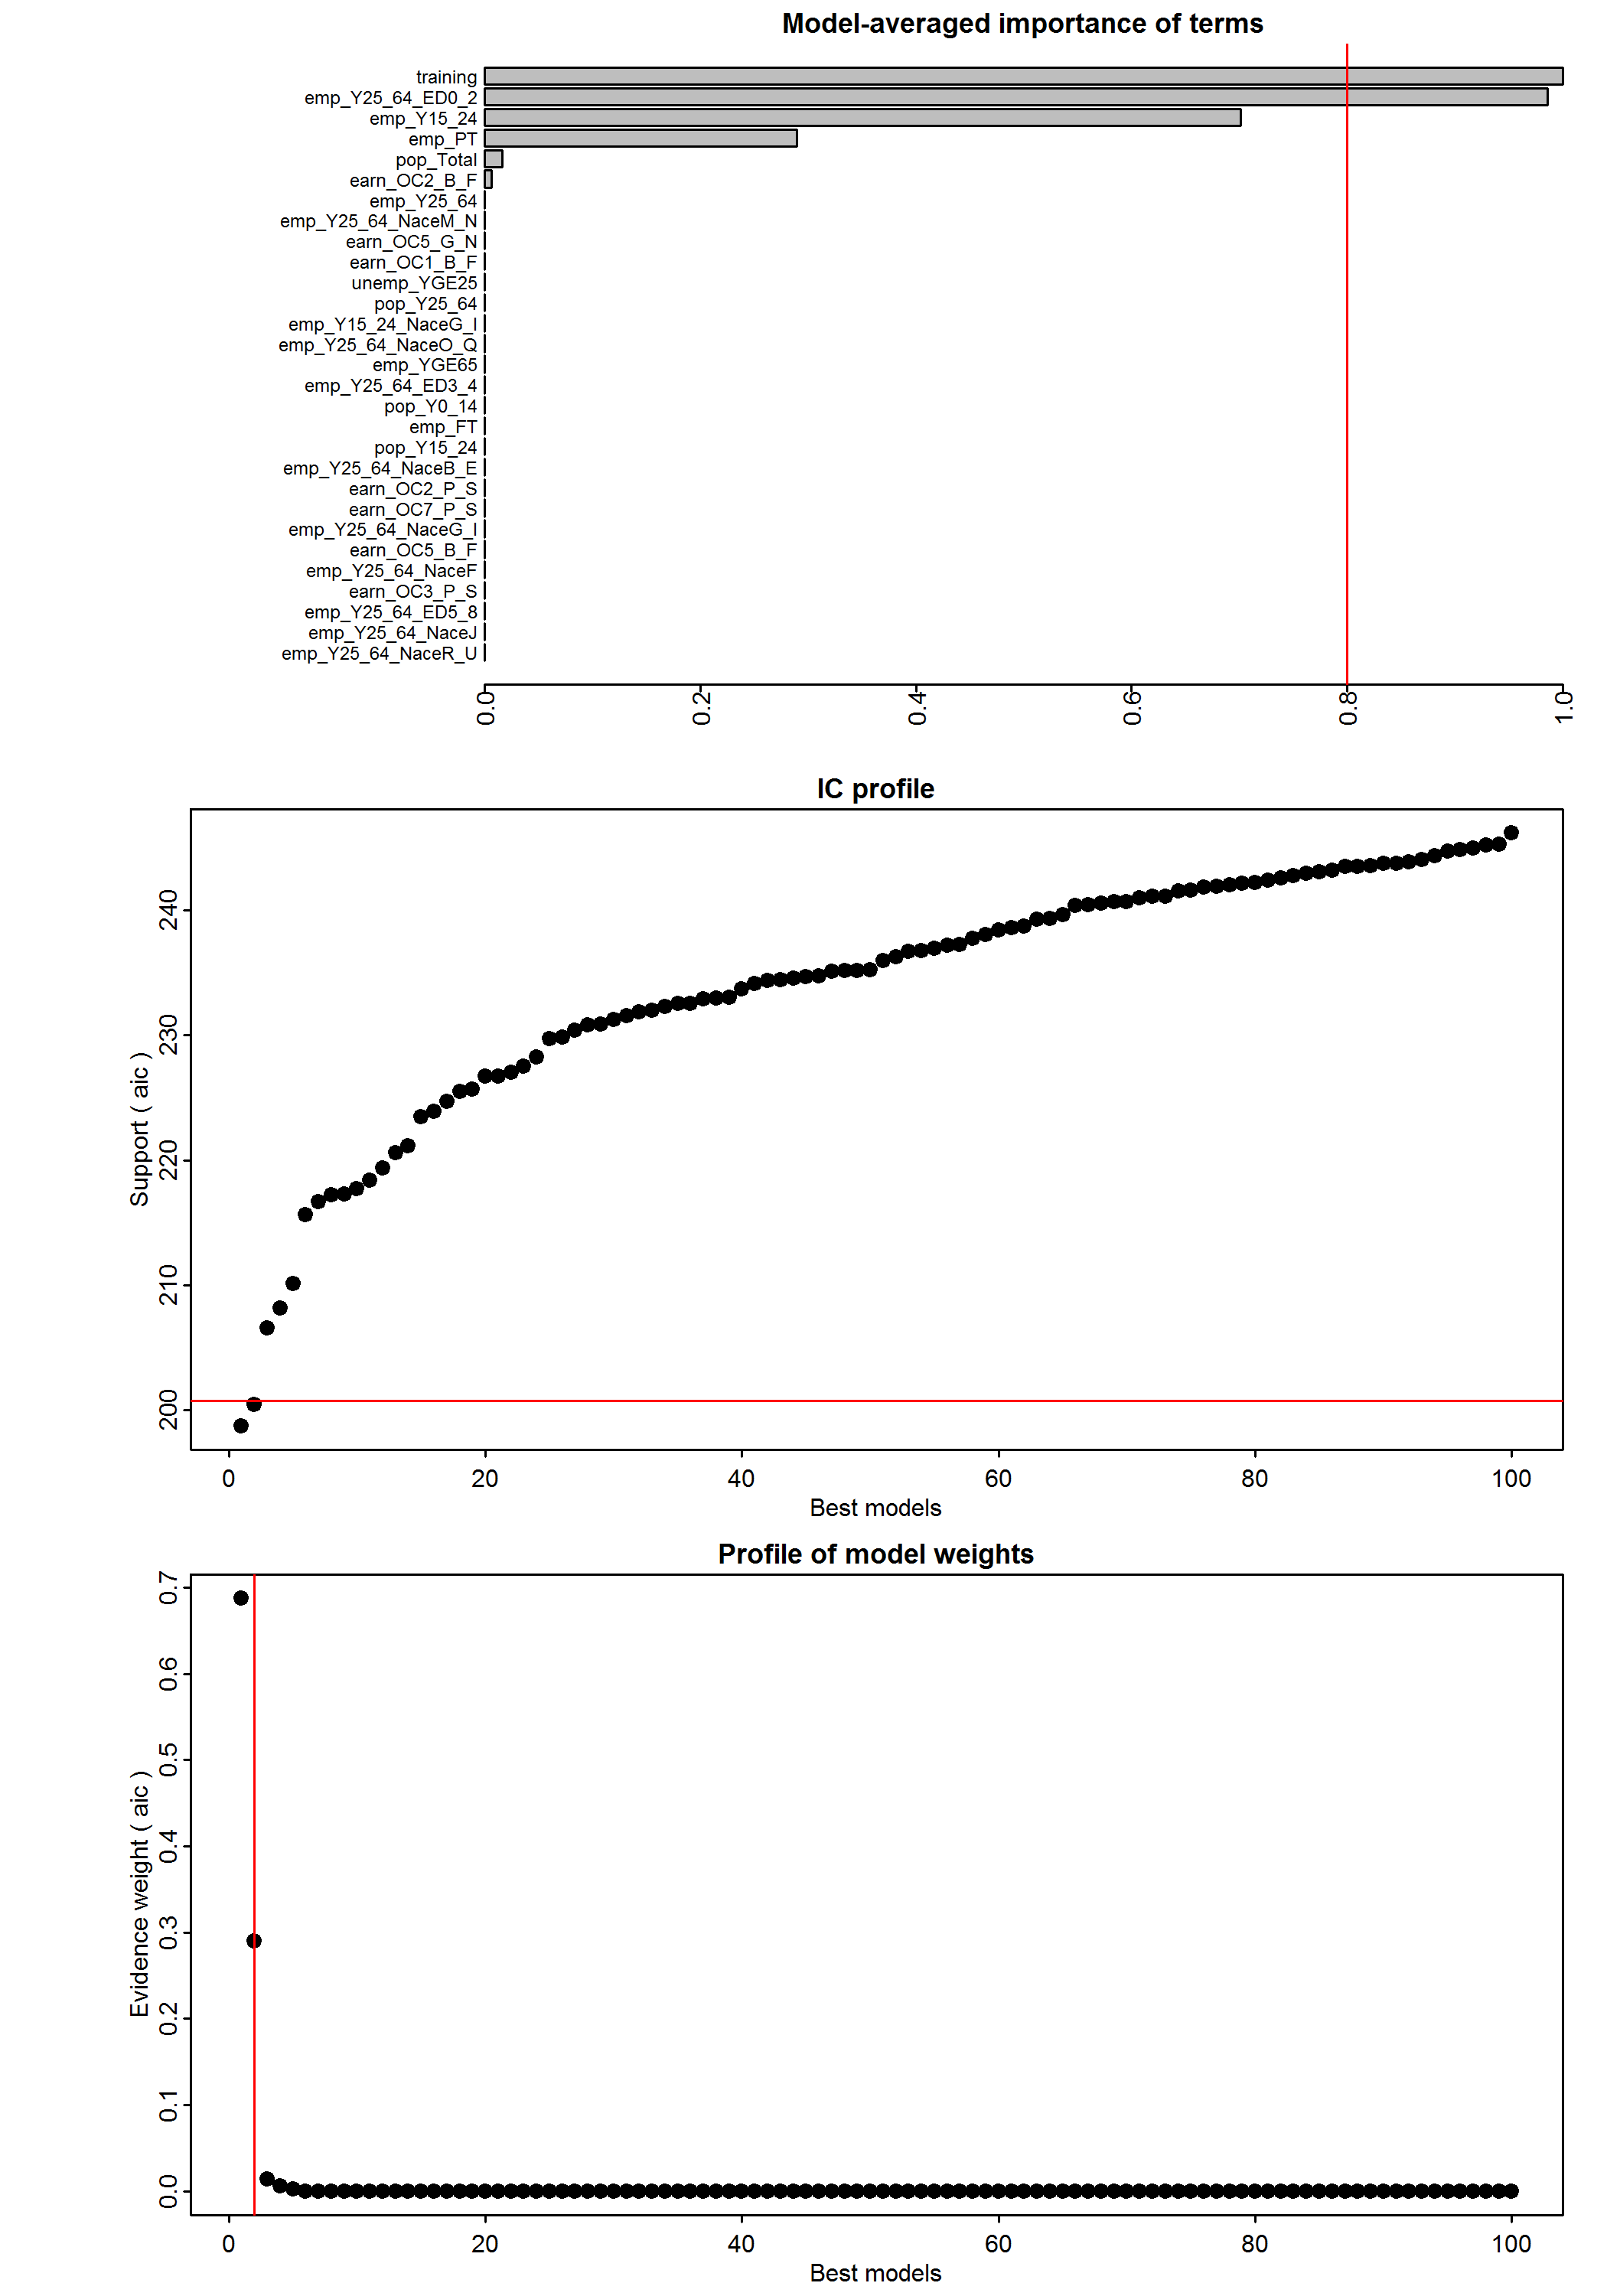 Model-averaged importance of terms
training
emp_Y25_64_ED0_2
emp_Y15_24
emp_PT
pop_Total
earn_OC2_B_F
emp_Y25_64
emp_Y25_64_NaceM_N
earn_OC5_G_N
earn_OC1_B_F
unemp_YGE25
pop_Y25_64
emp_Y15_24_NaceG_I
emp_Y25_64_NaceO_Q
emp_YGE65
emp_Y25_64_ED3_4
pop_Y0_14
emp_FT
pop_Y15_24
emp_Y25_64_NaceB_E
earn_OC2_P_S
earn_OC7_P_S
emp_Y25_64_NaceG_I
earn_OC5_B_F
emp_Y25_64_NaceF
earn_OC3_P_S
emp_Y25_64_ED5_8
emp_Y25_64_NaceJ
emp_Y25_64_NaceR_U
0.0 0.2 0.4 0.6 0.8 1.0
IC profile
Support ( aic )
240
230
220
210
200
0 20 40 60 80 100
Best models
Profile of model weights
Evidence weight ( aic )
0.7
0.6
0.5
0.4
0.3
0.2
0.1
0.0
0 20 40 60 80 100
Best models